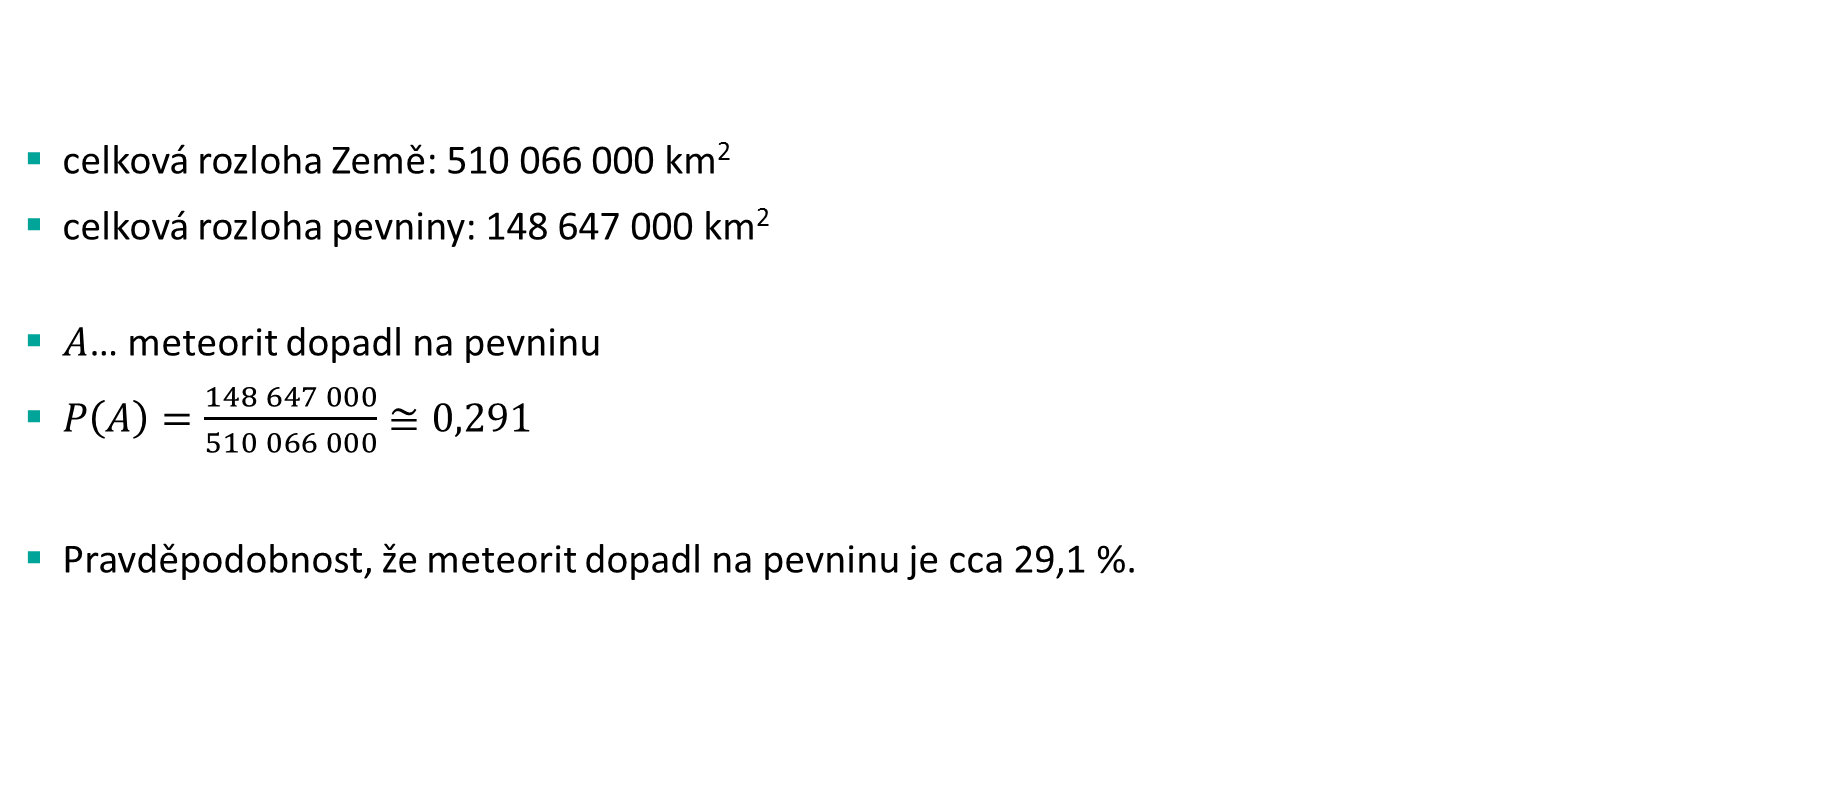 ▪ celková rozloha Země: 510 066 000 km²
▪ celková rozloha pevniny: 148 647 000 km²
▪ A… meteorit dopadl na pevninu
▪ P(A) = 148 647 000 / 510 066 000 ≅ 0,291
▪ Pravděpodobnost, že meteorit dopadl na pevninu je cca 29,1 %.